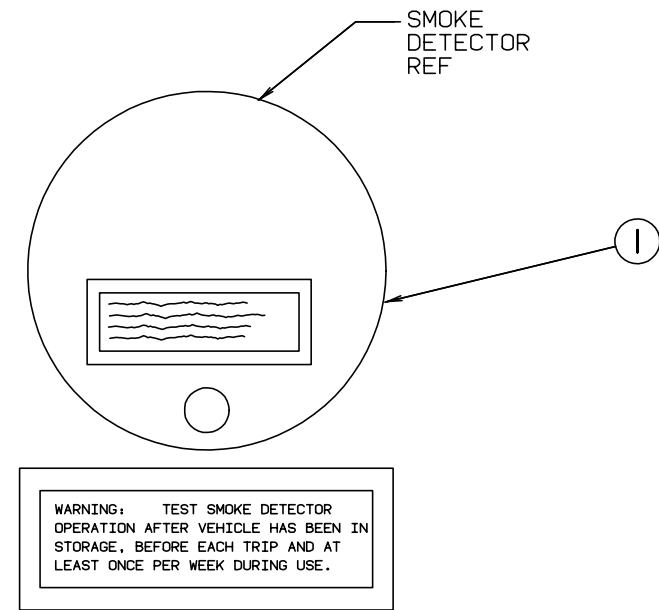 SMOKE
DETECTOR
REF
1
WARNING: TEST SMOKE DETECTOR
OPERATION AFTER VEHICLE HAS BEEN IN
STORAGE, BEFORE EACH TRIP AND AT
LEAST ONCE PER WEEK DURING USE.